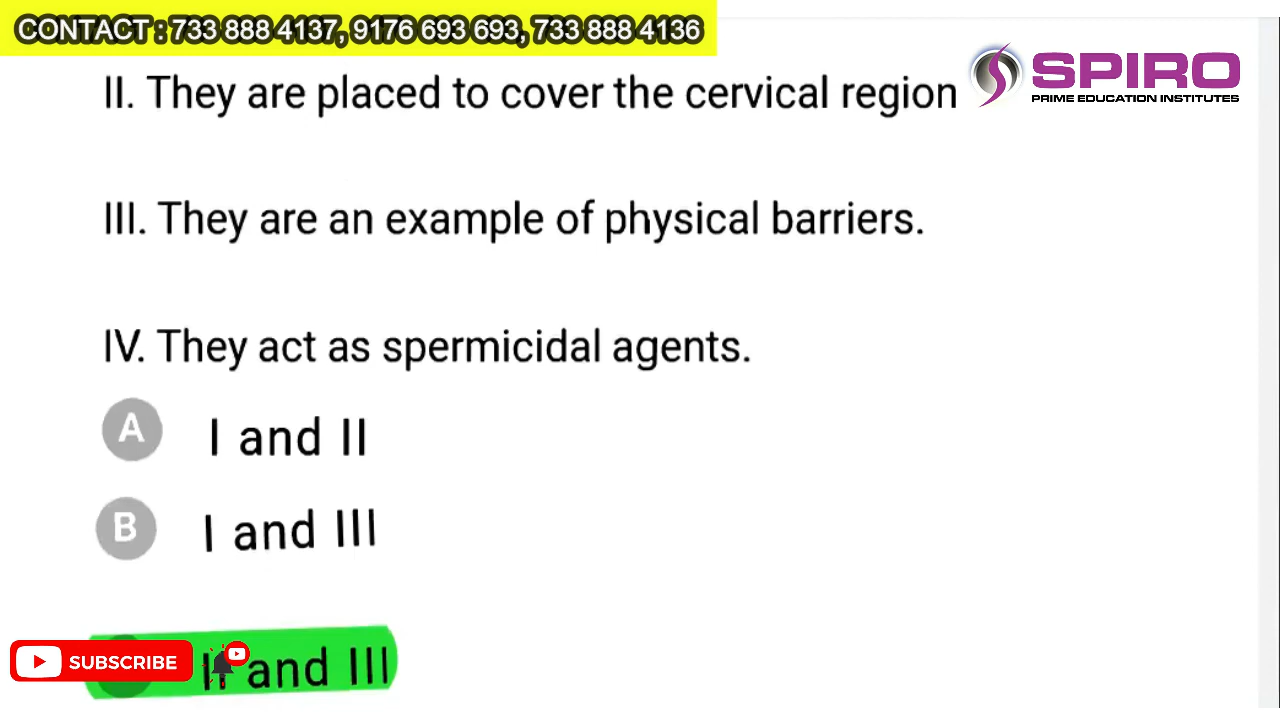 CONTACT : 733 888 4137, 9176 693 693, 733 888 4136
SPIRO
PRIME EDUCATION INSTITUTES
II. They are placed to cover the cervical region
III. They are an example of physical barriers.
IV. They act as spermicidal agents.
A I and II
B I and III
SUBSCRIBE
II and III